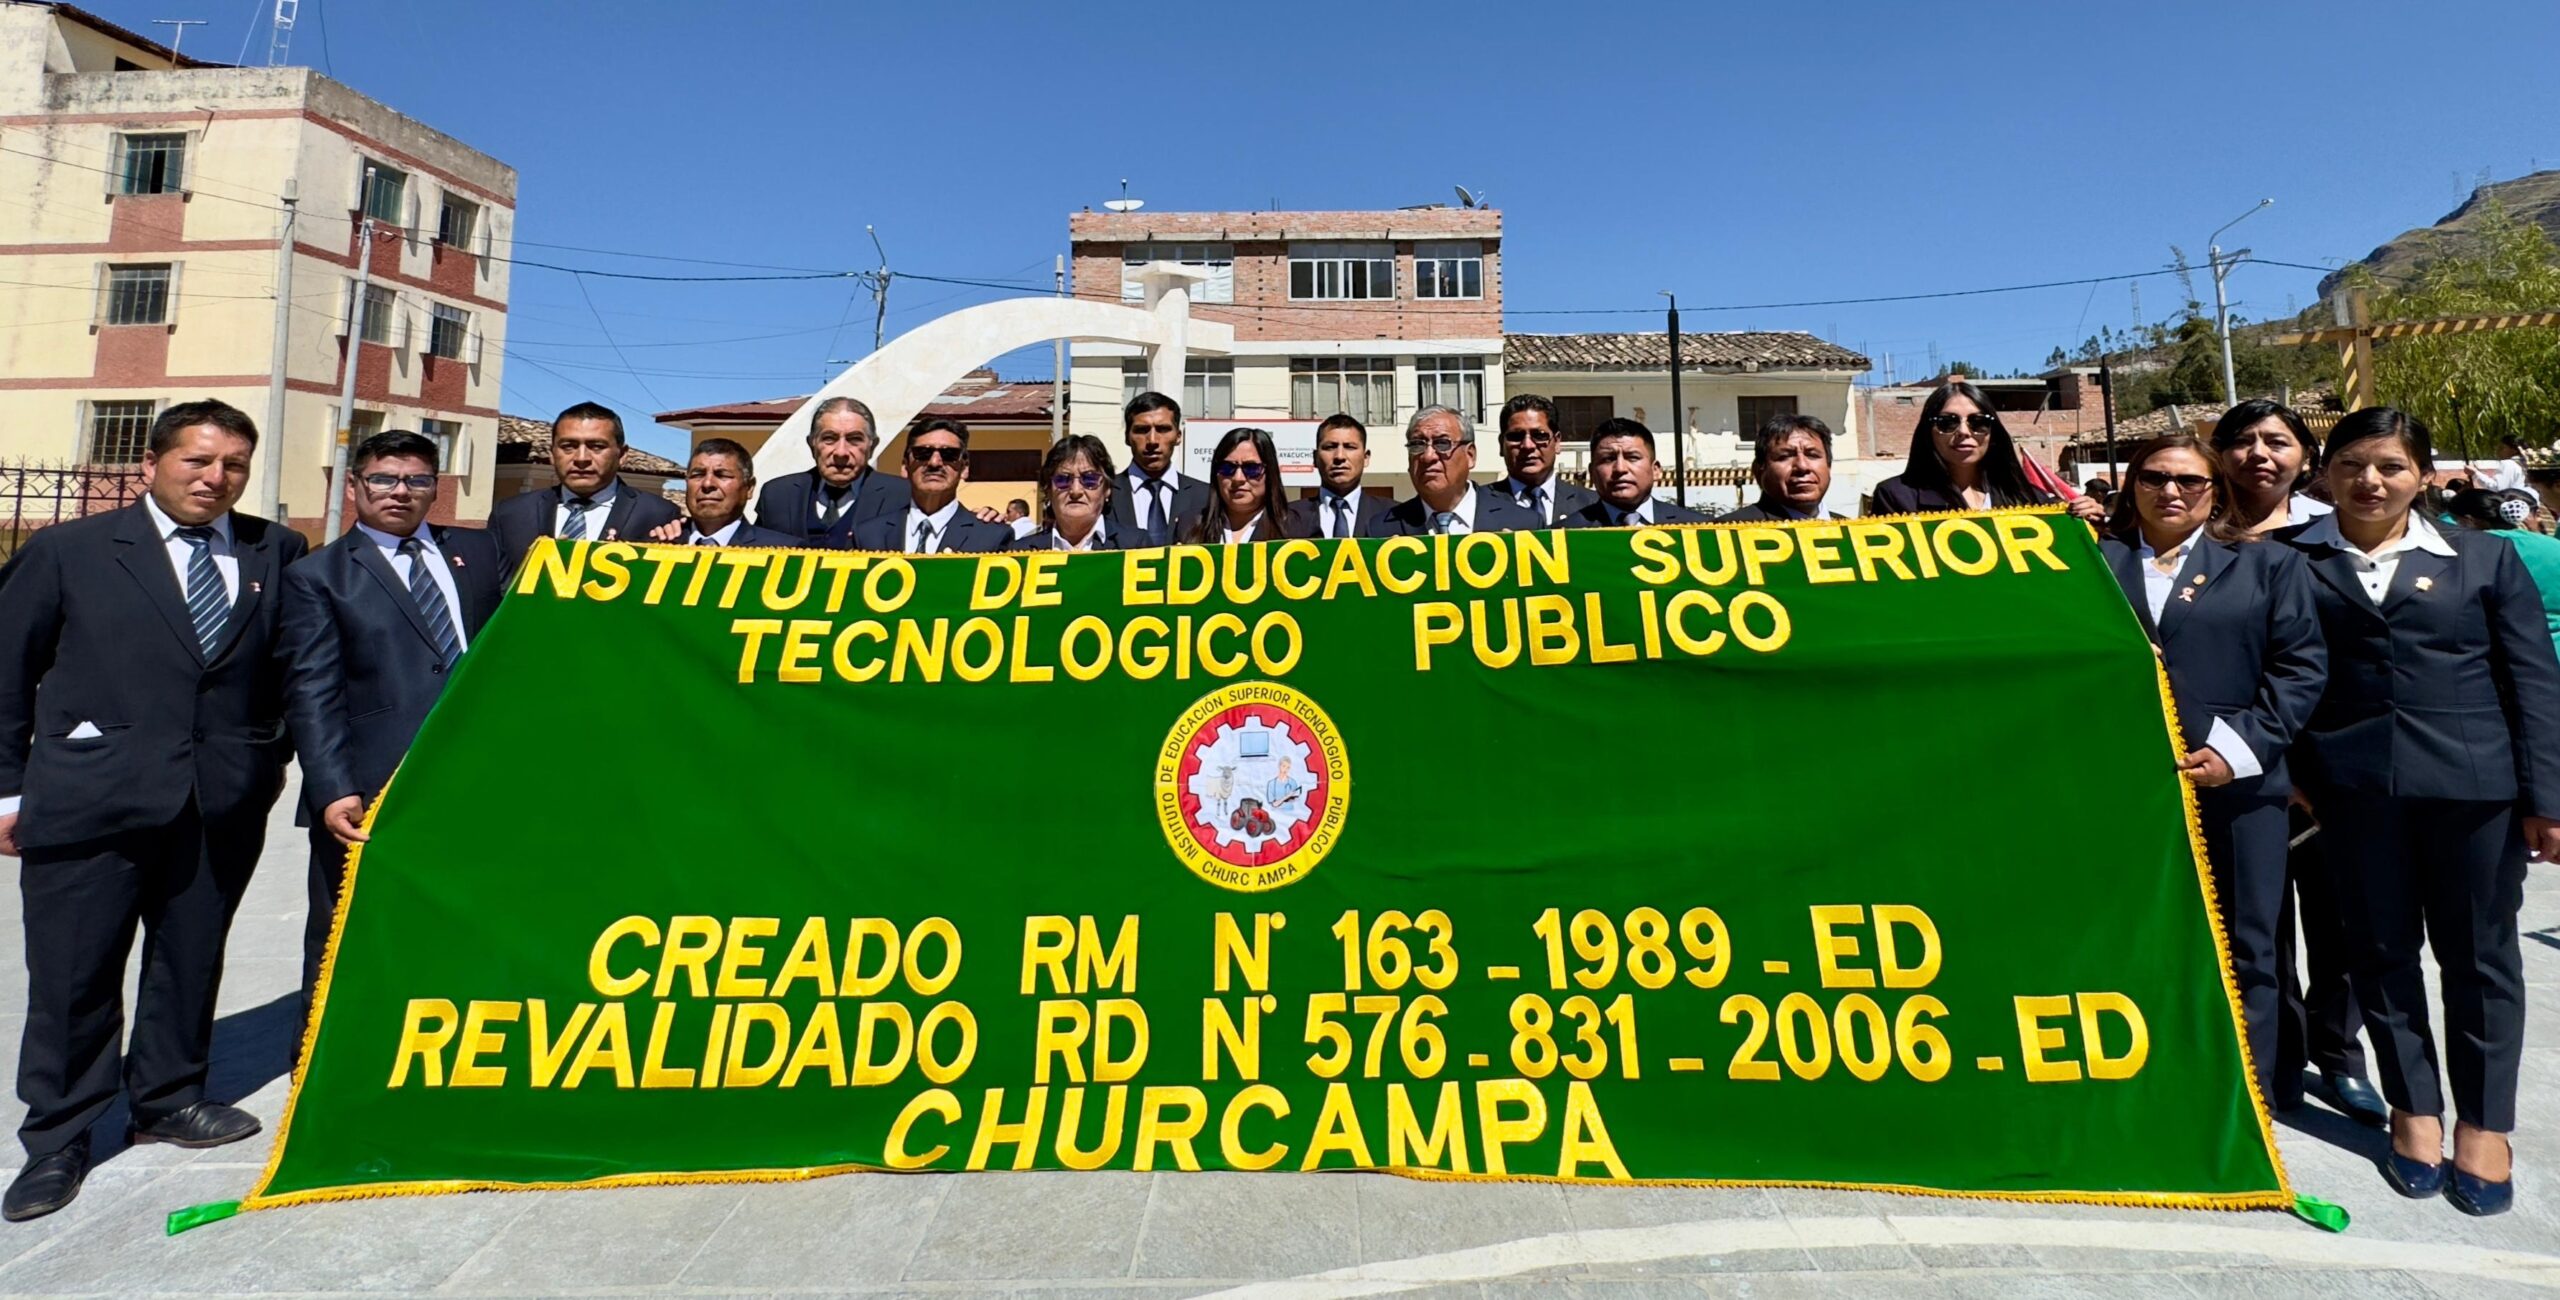 NSTITUTO DE EDUCACION SUPERIOR
TECNOLOGICO PUBLICO
INSTITUTO DE EDUCACIÓN SUPERIOR TECNOLÓGICO PUBLICO
CHURC AMPA
CREADO RM N° 163 - 1989 - ED
REVALIDADO RD N° 576 - 831 - 2006 - ED
CHURCAMPA